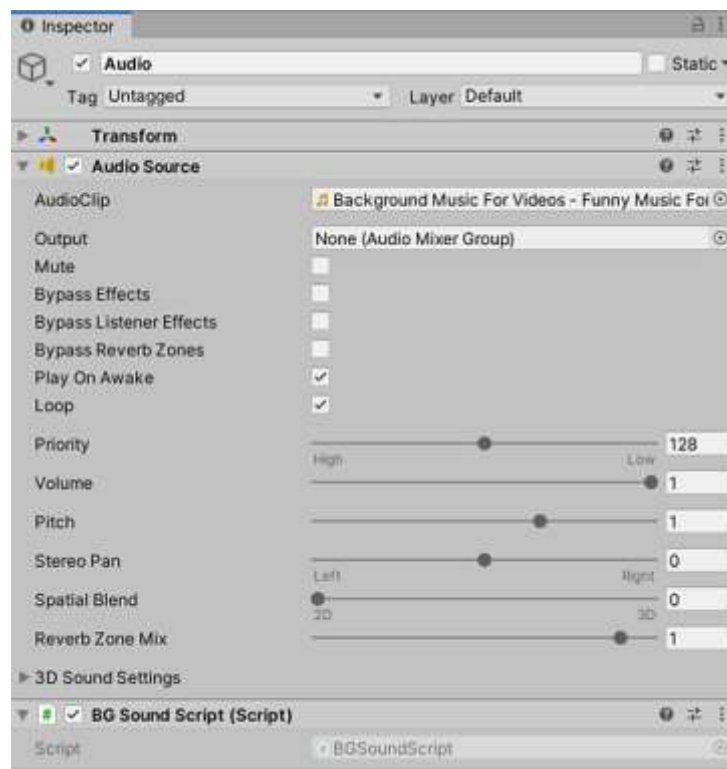 Inspector
Audio
Static
Tag Untagged Layer Default
Transform
Audio Source
AudioClip Background Music For Videos - Funny Music For
Output None (Audio Mixer Group)
Mute
Bypass Effects
Bypass Listener Effects
Bypass Reverb Zones
Play On Awake
Loop
Priority 128
High Low
Volume 1
Pitch 1
Stereo Pan 0
Left Right
Spatial Blend 0
2D 3D
Reverb Zone Mix 1
3D Sound Settings
BG Sound Script (Script)
Script BGSoundScript